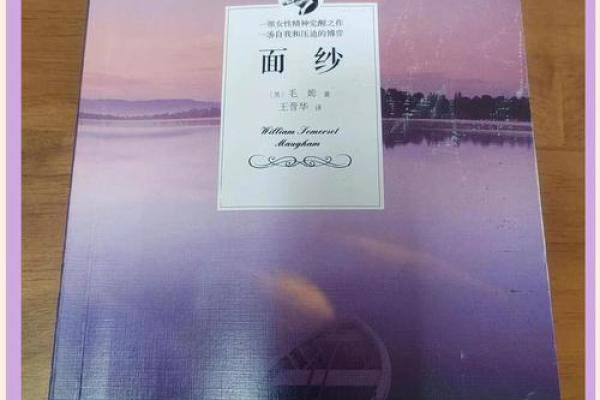 一部女性精神觉醒之作
一场自我和压迫的博弈
面 纱
［英］毛 姆 著
王晋华 译
William Somerset
Maugham